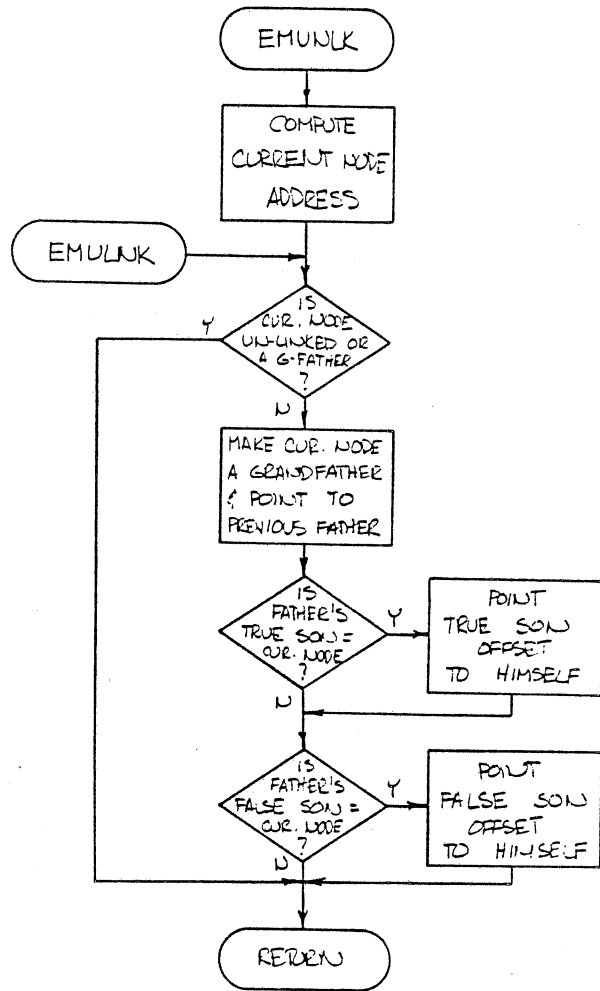 EMUNLK
COMPUTE
CURRENT NODE
ADDRESS
EMULNK
IS
CUR. NODE
UN-LINKED OR
A G-FATHER
?
Y
N
MAKE CUR. NODE
A GRANDFATHER
& POINT TO
PREVIOUS FATHER
IS
FATHER'S
TRUE SON =
CUR. NODE
?
Y
N
POINT
TRUE SON
OFFSET
TO HIMSELF
IS
FATHER'S
FALSE SON =
CUR. NODE
?
Y
N
POINT
FALSE SON
OFFSET
TO HIMSELF
RETURN